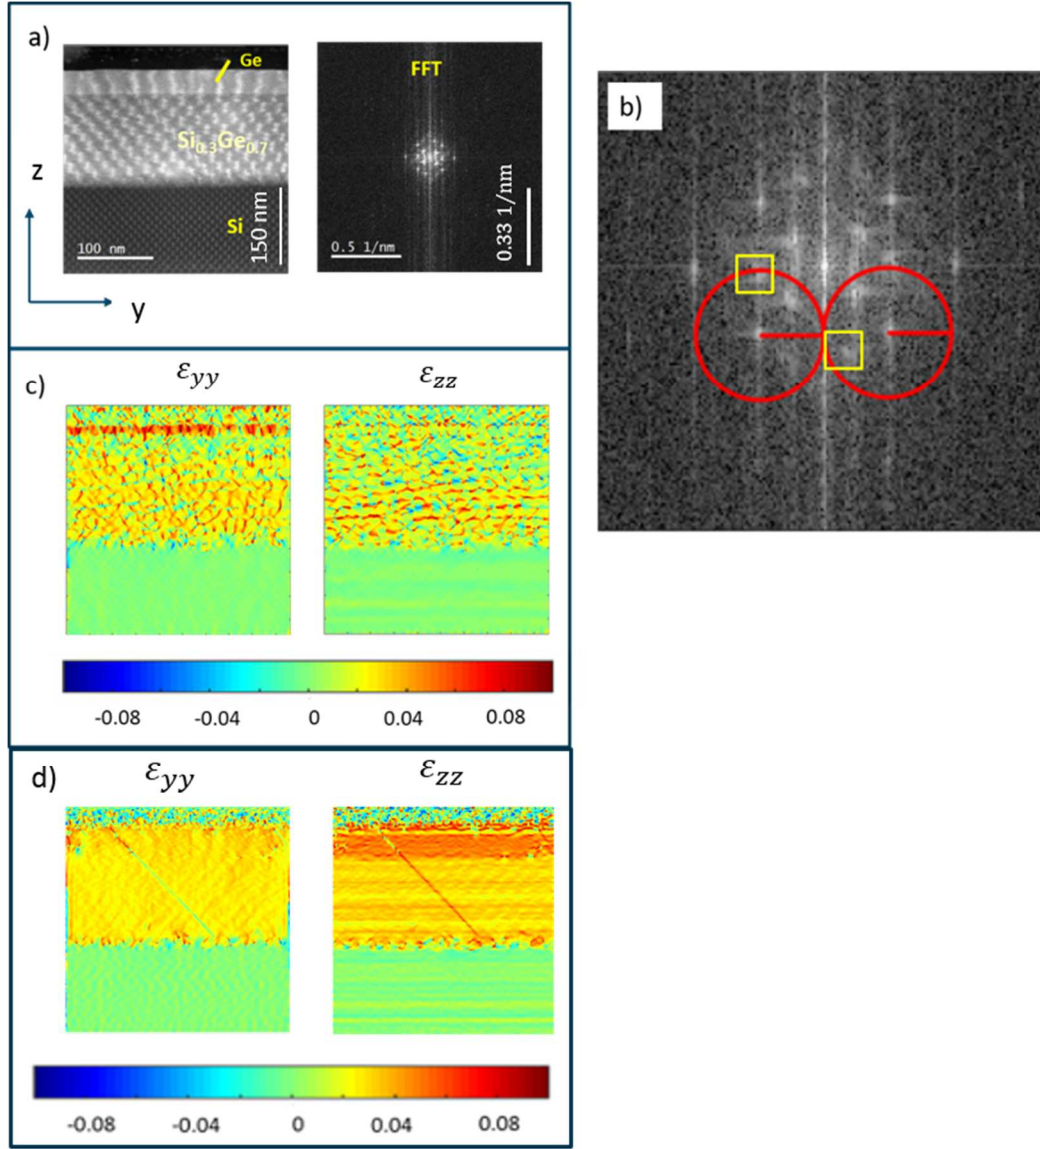 a)
Ge
Si0.3Ge0.7
z
Si
150 nm
100 nm
y
FFT
0.5 1/nm
0.33 1/nm
b)
c)
εyy
εzz
-0.08 -0.04 0 0.04 0.08
d)
εyy
εzz
-0.08 -0.04 0 0.04 0.08